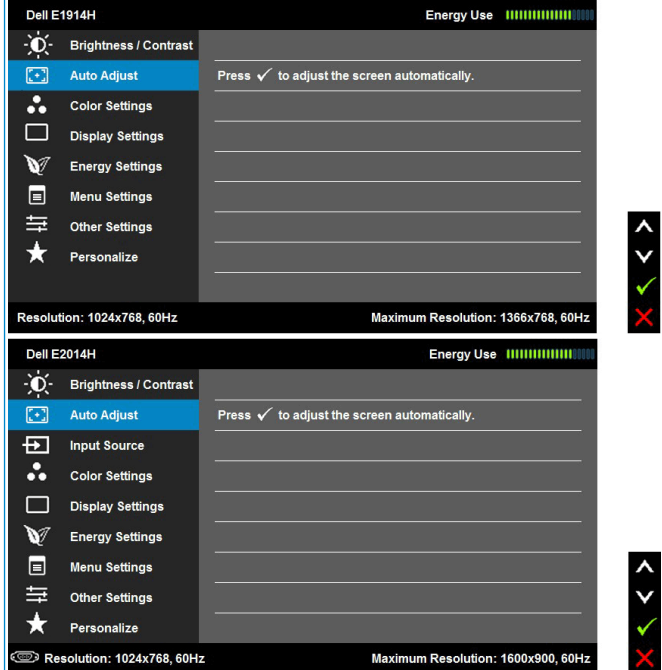 Dell E1914H Energy Use
Brightness / Contrast
Auto Adjust Press ✓ to adjust the screen automatically.
Color Settings
Display Settings
Energy Settings
Menu Settings
Other Settings
Personalize
Resolution: 1024x768, 60Hz Maximum Resolution: 1366x768, 60Hz
Dell E2014H Energy Use
Brightness / Contrast
Auto Adjust Press ✓ to adjust the screen automatically.
Input Source
Color Settings
Display Settings
Energy Settings
Menu Settings
Other Settings
Personalize
Resolution: 1024x768, 60Hz Maximum Resolution: 1600x900, 60Hz